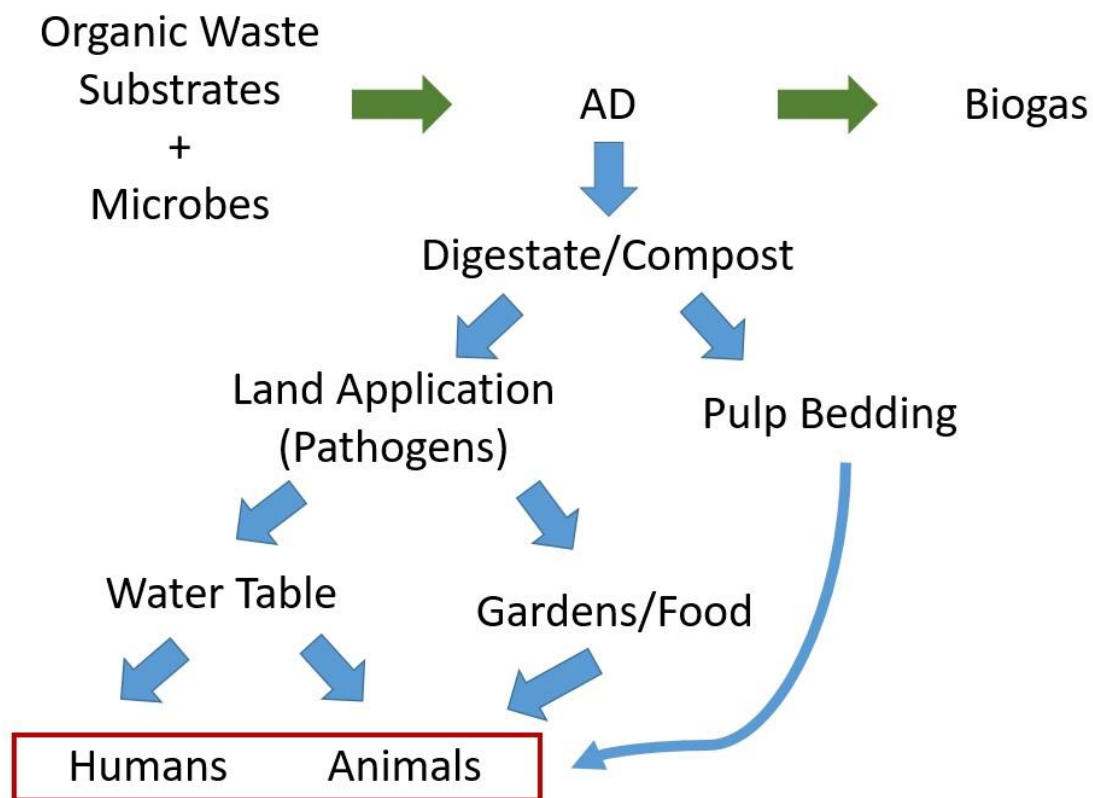 Organic Waste
Substrates
+
Microbes
AD
Biogas
Digestate/Compost
Land Application
(Pathogens)
Pulp Bedding
Water Table
Gardens/Food
Humans
Animals